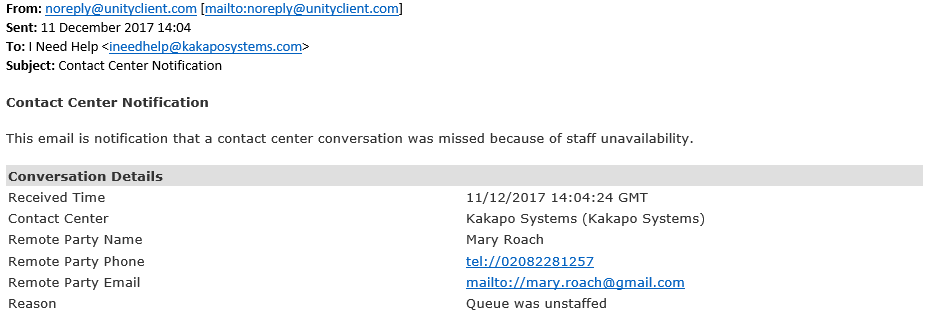 From: noreply@unityclient.com [mailto:noreply@unityclient.com]
Sent: 11 December 2017 14:04
To: I Need Help <ineedhelp@kakaposystems.com>
Subject: Contact Center Notification
Contact Center Notification
This email is notification that a contact center conversation was missed because of staff unavailability.
Conversation Details
Received Time 11/12/2017 14:04:24 GMT
Contact Center Kakapo Systems (Kakapo Systems)
Remote Party Name Mary Roach
Remote Party Phone tel://02082281257
Remote Party Email mailto://mary.roach@gmail.com
Reason Queue was unstaffed